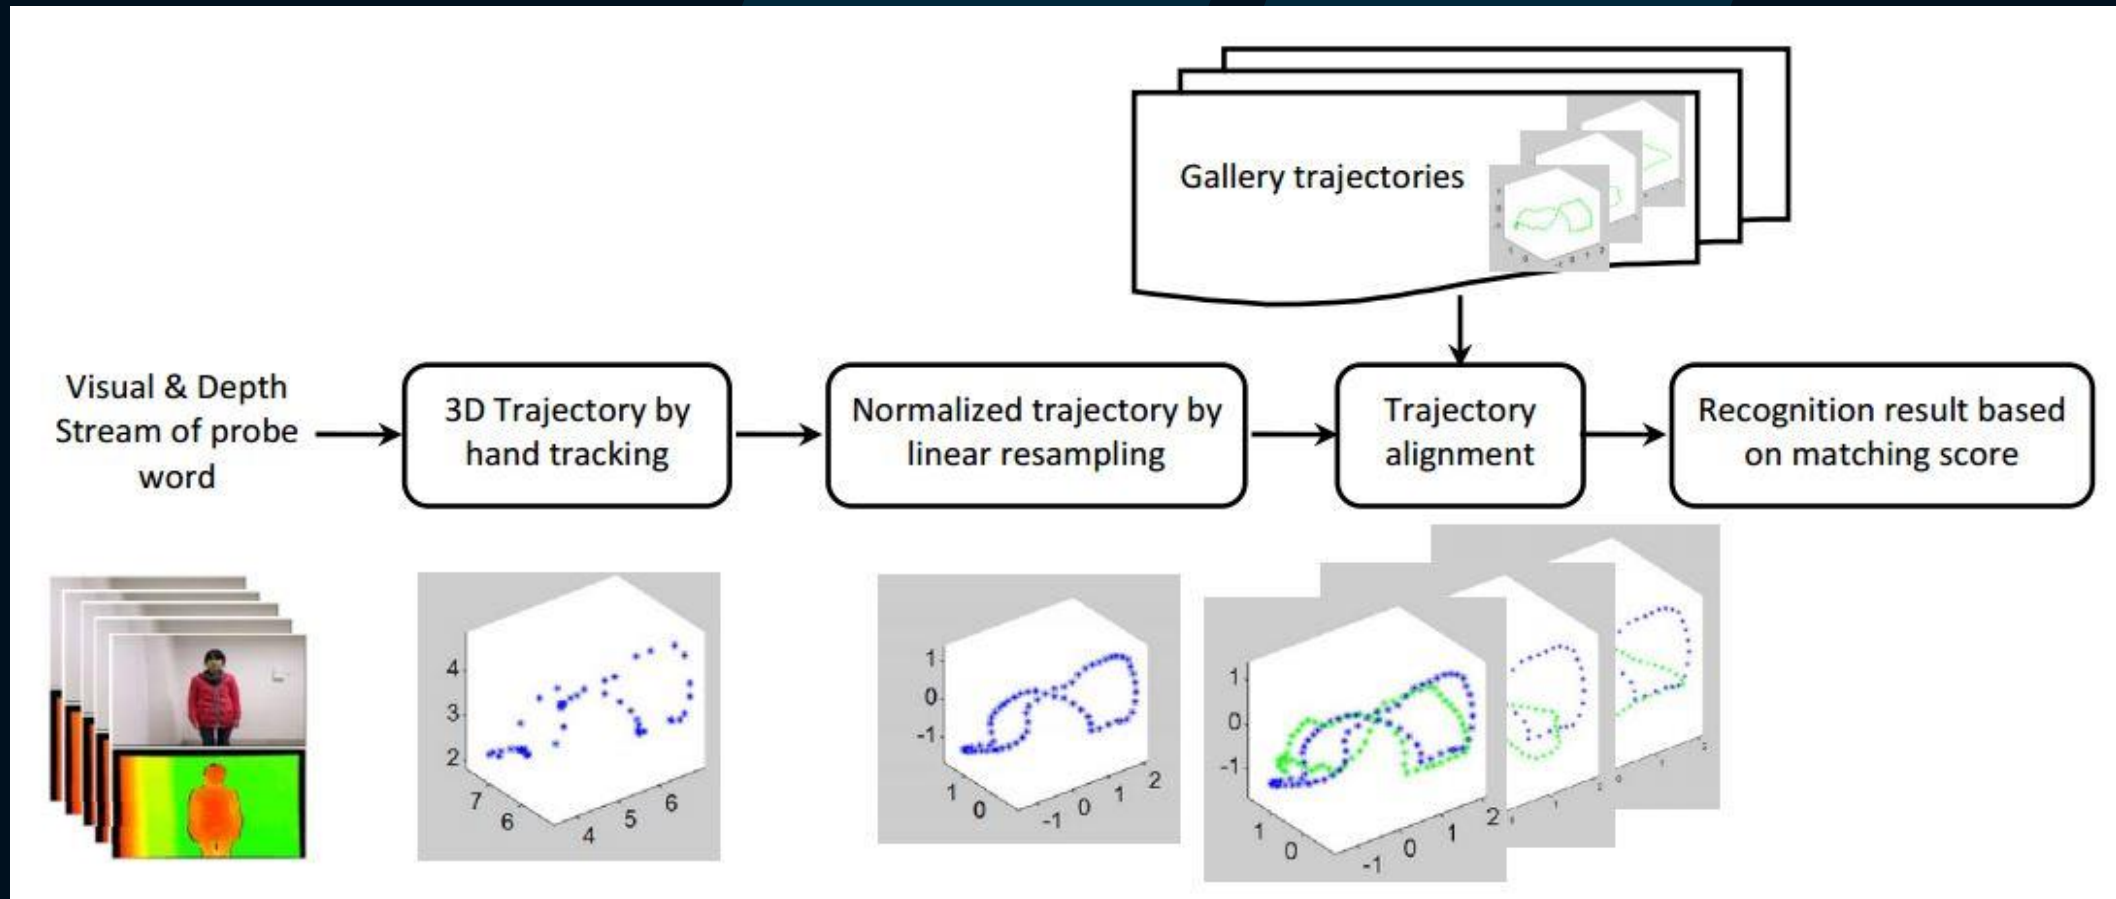 Gallery trajectories
Visual & Depth
Stream of probe
word
3D Trajectory by
hand tracking
Normalized trajectory by
linear resampling
Trajectory
alignment
Recognition result based
on matching score
4
3
2
7
6
4
5
6
1
0
-1
1
0
-1
0
1
2
1
0
-1
1
0
-1
0
1
2